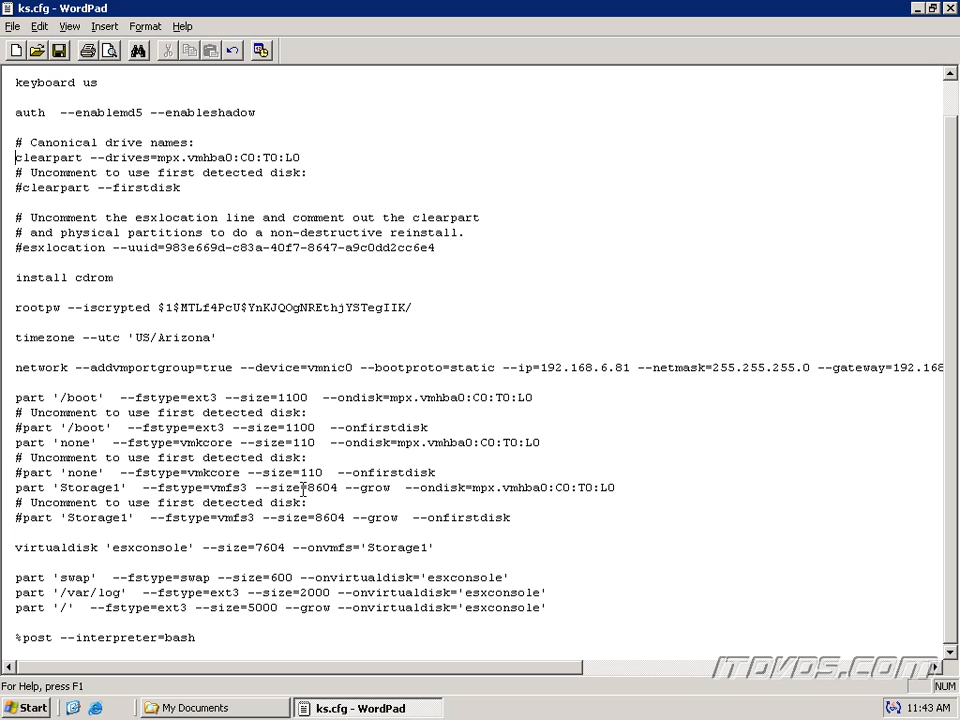 ks.cfg - WordPad
File Edit View Insert Format Help
keyboard us
auth  --enablemd5 --enableshadow
# Canonical drive names:
clearpart --drives=mpx.vmhba0:C0:T0:L0
# Uncomment to use first detected disk:
#clearpart --firstdisk
# Uncomment the esxlocation line and comment out the clearpart
# and physical partitions to do a non-destructive reinstall.
#esxlocation --uuid=983e669d-c83a-40f7-8647-a9c0dd2cc6e4
install cdrom
rootpw --iscrypted $1$MTLf4PcU$YnKJQOgNREthjYSTegIIK/
timezone --utc 'US/Arizona'
network --addvmportgroup=true --device=vmnic0 --bootproto=static --ip=192.168.6.81 --netmask=255.255.255.0 --gateway=192.168
part '/boot'  --fstype=ext3 --size=1100  --ondisk=mpx.vmhba0:C0:T0:L0
# Uncomment to use first detected disk:
#part '/boot'  --fstype=ext3 --size=1100  --onfirstdisk
part 'none'  --fstype=vmkcore --size=110  --ondisk=mpx.vmhba0:C0:T0:L0
# Uncomment to use first detected disk:
#part 'none'  --fstype=vmkcore --size=110  --onfirstdisk
part 'Storage1'  --fstype=vmfs3 --size=8604 --grow  --ondisk=mpx.vmhba0:C0:T0:L0
# Uncomment to use first detected disk:
#part 'Storage1'  --fstype=vmfs3 --size=8604 --grow  --onfirstdisk
virtualdisk 'esxconsole' --size=7604 --onvmfs='Storage1'
part 'swap'  --fstype=swap --size=600 --onvirtualdisk='esxconsole'
part '/var/log'  --fstype=ext3 --size=2000 --onvirtualdisk='esxconsole'
part '/'  --fstype=ext3 --size=5000 --grow --onvirtualdisk='esxconsole'
%post --interpreter=bash
ITDVDS.COM
For Help, press F1
NUM
Start My Documents ks.cfg - WordPad 11:43 AM